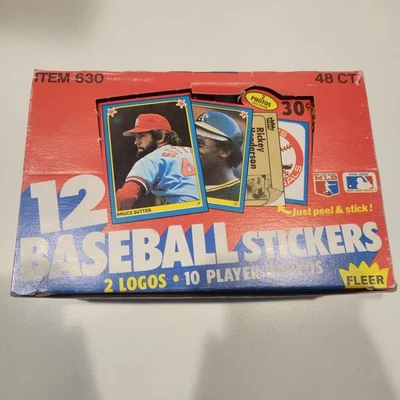 ITEM 630
48 CT.
2 PHOTOS
30¢
Rickey
Henderson
BRUCE SUTTER
Just peel & stick!
12
BASEBALL STICKERS
2 LOGOS • 10 PLAYER
FLEER